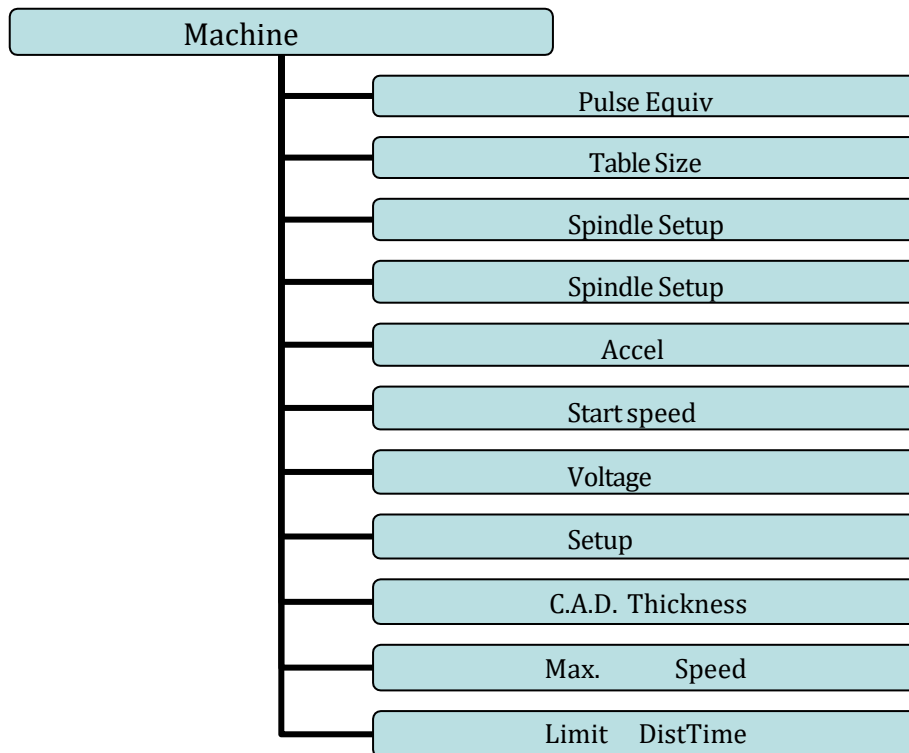 Machine
Pulse Equiv
Table Size
Spindle Setup
Spindle Setup
Accel
Start speed
Voltage
Setup
C.A.D. Thickness
Max. Speed
Limit DistTime